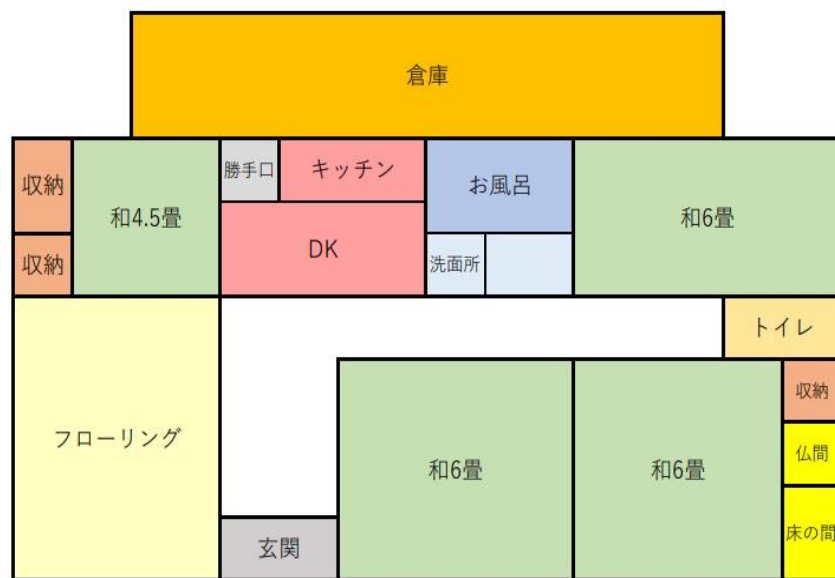 倉庫
収納
勝手口
キッチン
お風呂
和4.5畳
和6畳
収納
DK
洗面所
トイレ
収納
フローリング
和6畳
和6畳
仏間
玄関
床の間